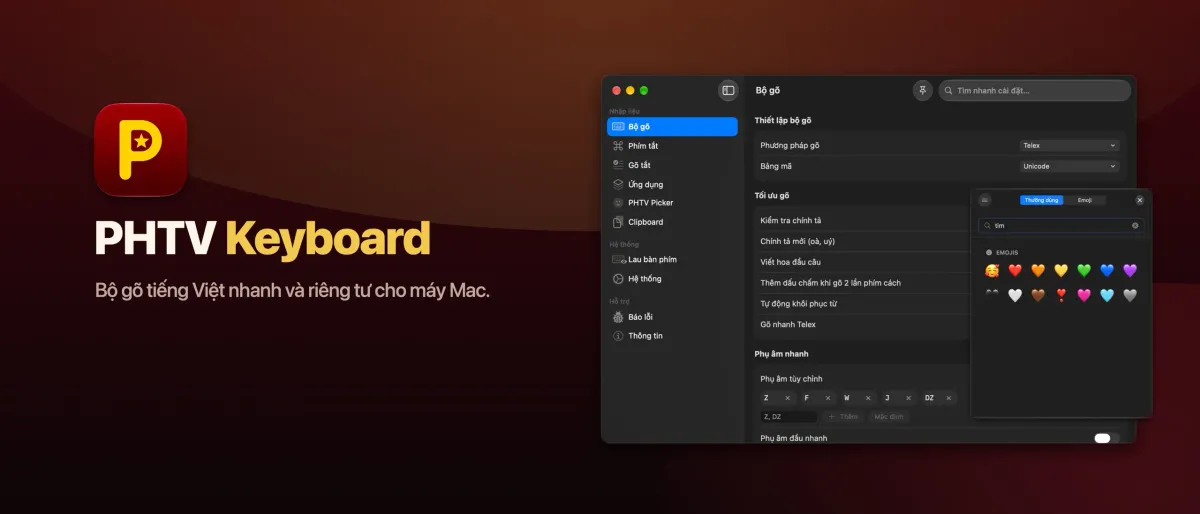 P
PHTV Keyboard
Bộ gõ tiếng Việt nhanh và riêng tư cho máy Mac.
Nhập liệu
Bộ gõ
Phím tắt
Gõ tắt
Ứng dụng
PHTV Picker
Clipboard
Hệ thống
Lau bàn phím
Hệ thống
Hỗ trợ
Báo lỗi
Thông tin
Bộ gõ
Tìm nhanh cài đặt...
Thiết lập bộ gõ
Phương pháp gõ Telex
Bảng mã Unicode
Tối ưu gõ
Kiểm tra chính tả
Chính tả mới (oà, uý)
Viết hoa đầu câu
Thêm dấu chấm khi gõ 2 lần phím cách
Tự động khôi phục từ
Gõ nhanh Telex
Phụ âm nhanh
Phụ âm tùy chỉnh
Z F W J DZ
Z, DZ + Thêm Mặc định
Phụ âm đầu nhanh
Thường dùng Emoji
tim
EMOJIS